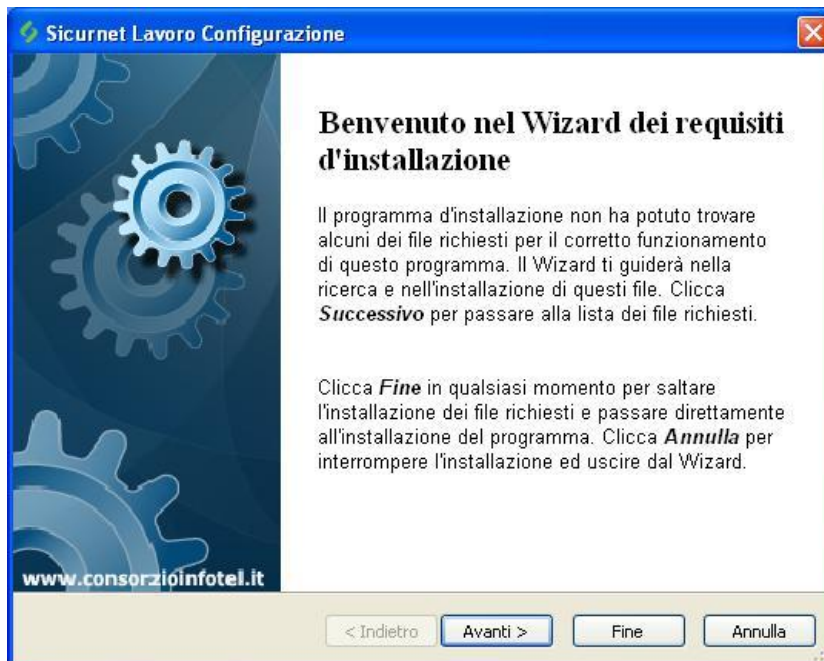 Sicurnet Lavoro Configurazione
Benvenuto nel Wizard dei requisiti
d'installazione
Il programma d'installazione non ha potuto trovare
alcuni dei file richiesti per il corretto funzionamento
di questo programma. Il Wizard ti guiderà nella
ricerca e nell'installazione di questi file. Clicca
Successivo per passare alla lista dei file richiesti.
Clicca Fine in qualsiasi momento per saltare
l'installazione dei file richiesti e passare direttamente
all'installazione del programma. Clicca Annulla per
interrompere l'installazione ed uscire dal Wizard.
www.consorzioinfotel.it
< Indietro
Avanti >
Fine
Annulla